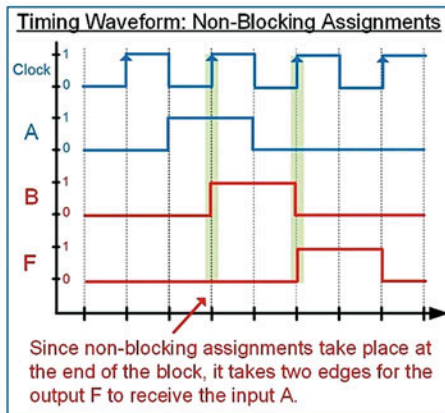 Timing Waveform: Non-Blocking Assignments
Clock
1
0
A
1
0
B
1
0
F
1
0
Since non-blocking assignments take place at
the end of the block, it takes two edges for the
output F to receive the input A.